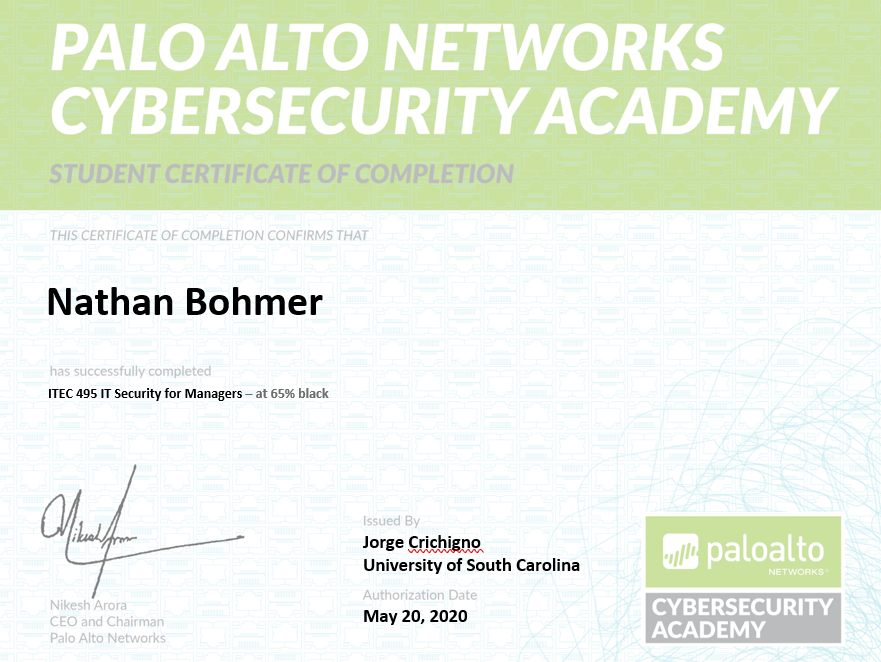 PALO ALTO NETWORKS
CYBERSECURITY ACADEMY
STUDENT CERTIFICATE OF COMPLETION
THIS CERTIFICATE OF COMPLETION CONFIRMS THAT
Nathan Bohmer
has successfully completed
ITEC 495 IT Security for Managers – at 65% black
Nikesh Arora
Nikesh Arora
CEO and Chairman
Palo Alto Networks
Issued By
Jorge Crichigno
University of South Carolina
Authorization Date
May 20, 2020
paloalto
NETWORKS®
CYBERSECURITY
ACADEMY